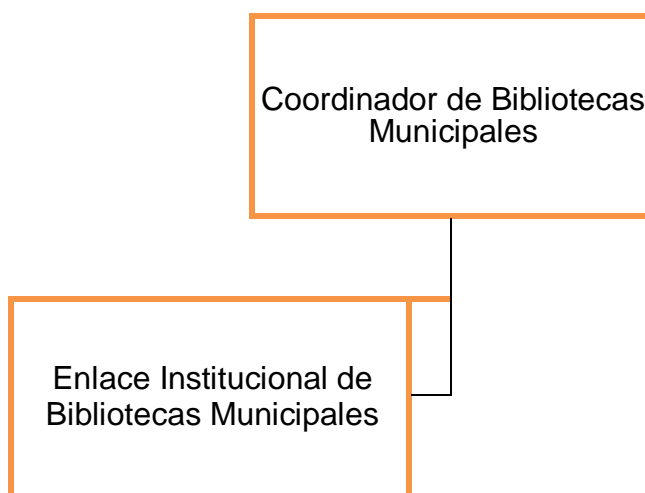 Coordinador de Bibliotecas
Municipales
Enlace Institucional de
Bibliotecas Municipales